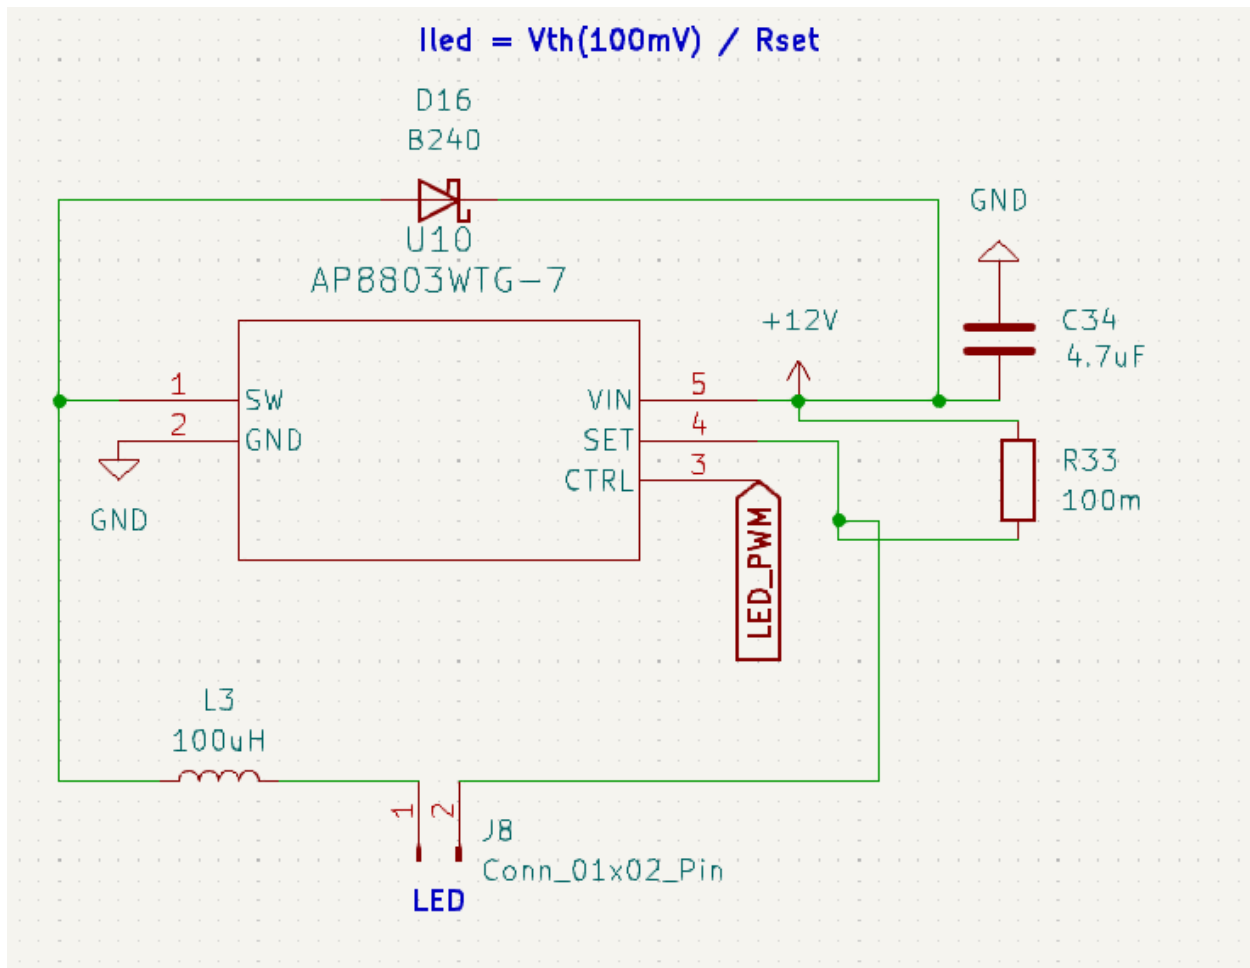 Iled = Vth(100mV) / Rset
D16
B240
GND
U10
AP8803WTG-7
+12V
C34
4.7uF
1
SW
VIN
5
2
GND
SET
4
CTRL
3
R33
100m
GND
LED_PWM
L3
100uH
1
2
J8
Conn_01x02_Pin
LED